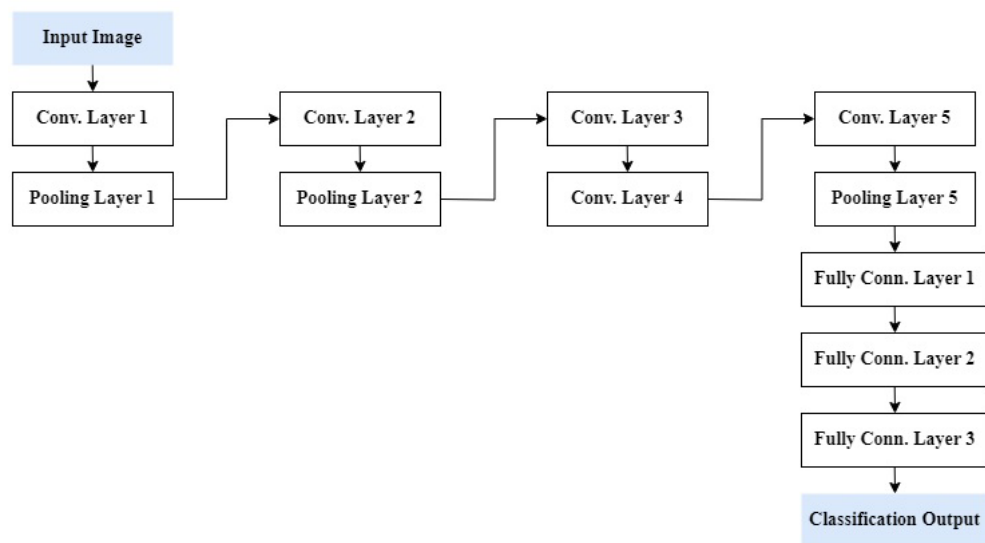 Input Image
Conv. Layer 1
Pooling Layer 1
Conv. Layer 2
Pooling Layer 2
Conv. Layer 3
Conv. Layer 4
Conv. Layer 5
Pooling Layer 5
Fully Conn. Layer 1
Fully Conn. Layer 2
Fully Conn. Layer 3
Classification Output